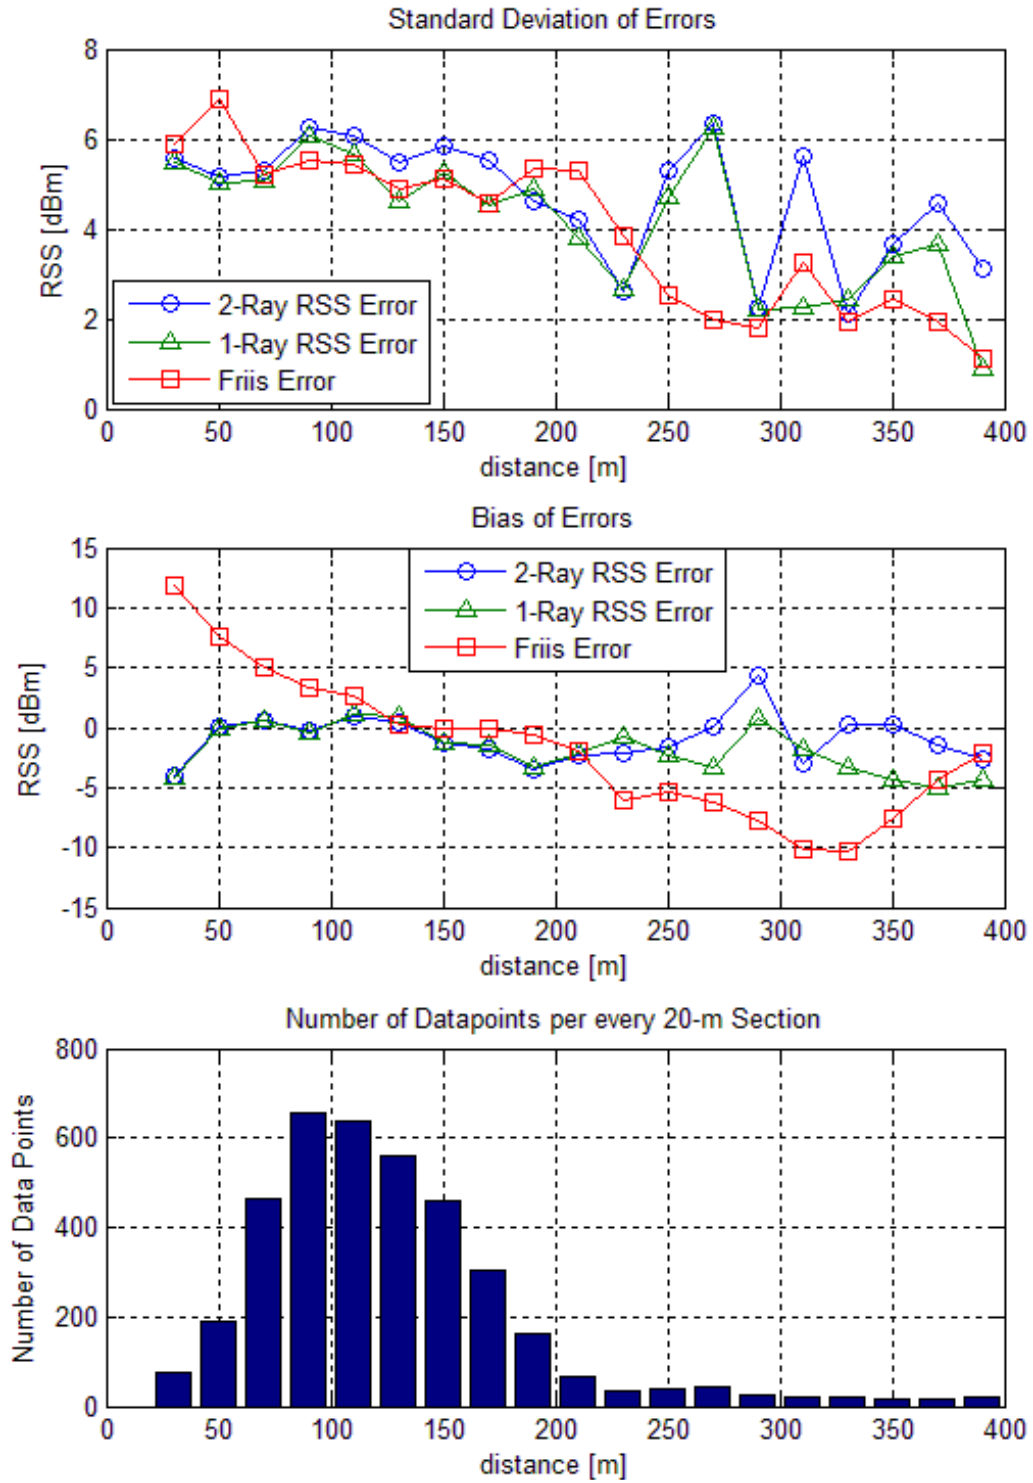 Standard Deviation of Errors
8
6
4
2
0
RSS [dBm]
2-Ray RSS Error
1-Ray RSS Error
Friis Error
0 50 100 150 200 250 300 350 400
distance [m]
Bias of Errors
15
10
5
0
-5
-10
-15
RSS [dBm]
2-Ray RSS Error
1-Ray RSS Error
Friis Error
0 50 100 150 200 250 300 350 400
distance [m]
Number of Datapoints per every 20-m Section
800
600
400
200
0
Number of Data Points
0 50 100 150 200 250 300 350 400
distance [m]